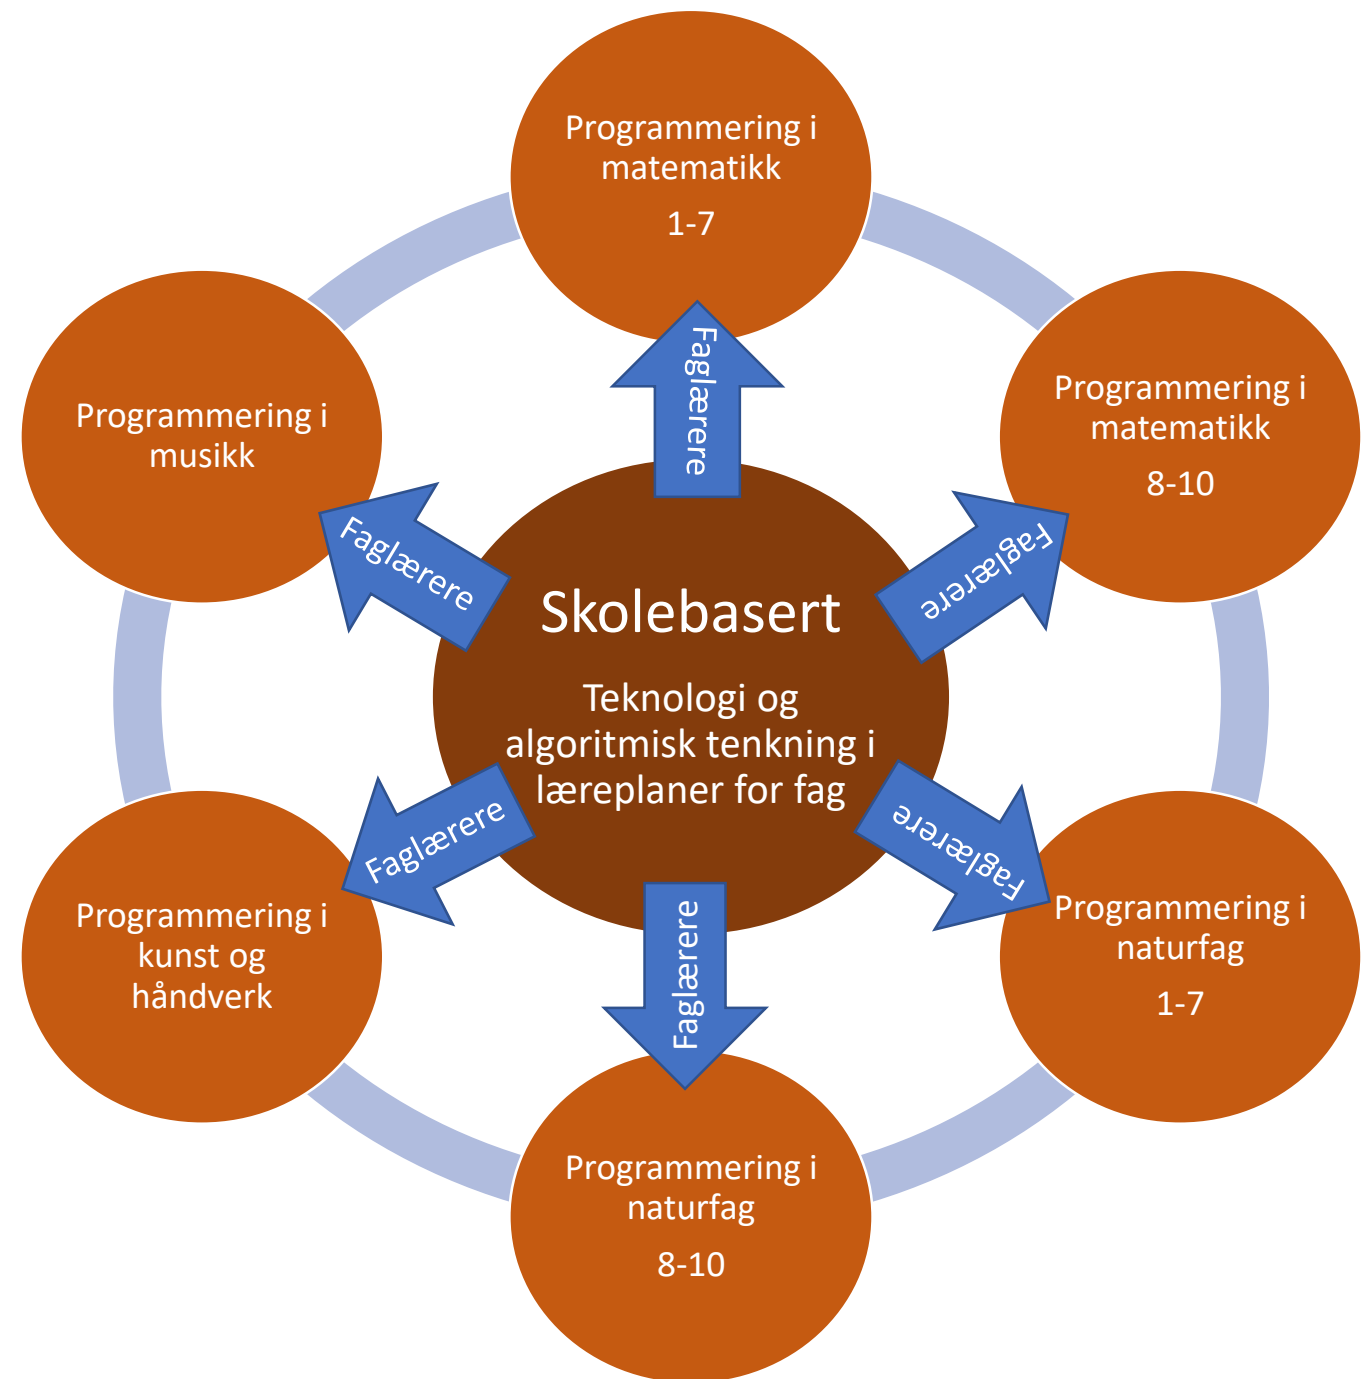 Programmering i
matematikk
1-7
Programmering i
matematikk
8-10
Programmering i
naturfag
1-7
Programmering i
naturfag
8-10
Programmering i
kunst og
håndverk
Programmering i
musikk
Skolebasert
Teknologi og
algoritmisk tenkning i
læreplaner for fag
Faglærere
Faglærere
Faglærere
Faglærere
Faglærere
Faglærere